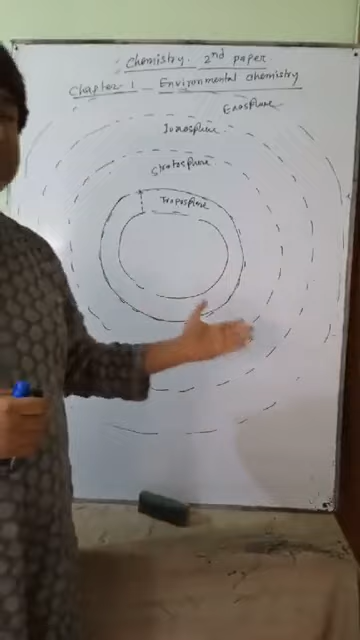 Chemistry. 2nd paper
Chapter 1 Environmental chemistry
Exosphere
Ionosphere
Stratosphere
Troposphere